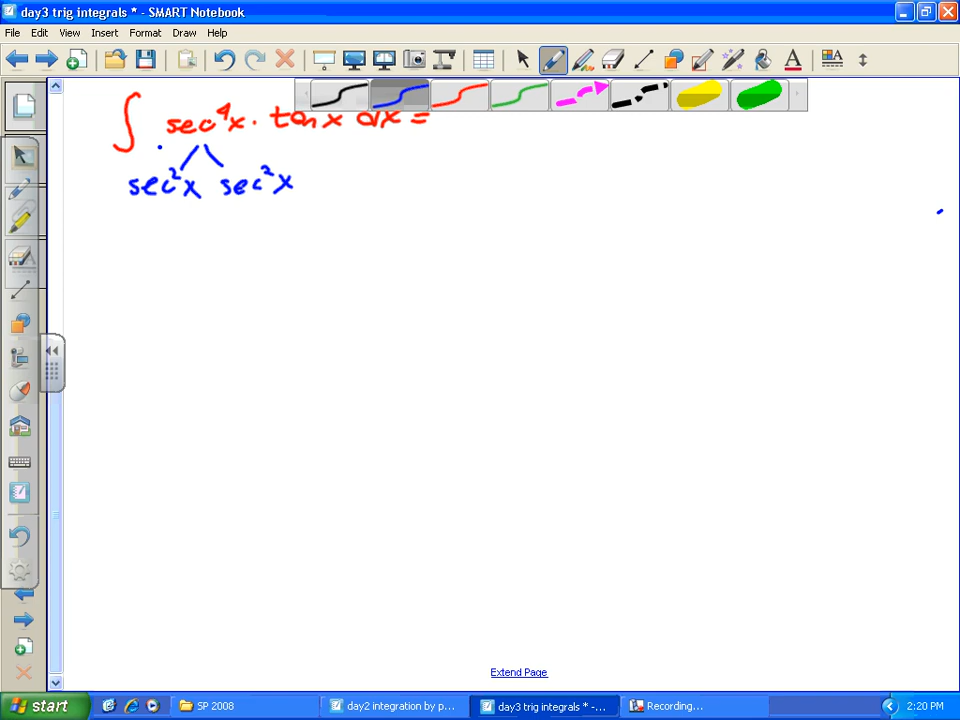 day3 trig integrals * - SMART Notebook
File Edit View Insert Format Draw Help
∫ sec⁴x · tan x dx =
sec²x sec²x
Extend Page
start
SP 2008
day2 integration by p...
day3 trig integrals * -...
Recording...
2:20 PM